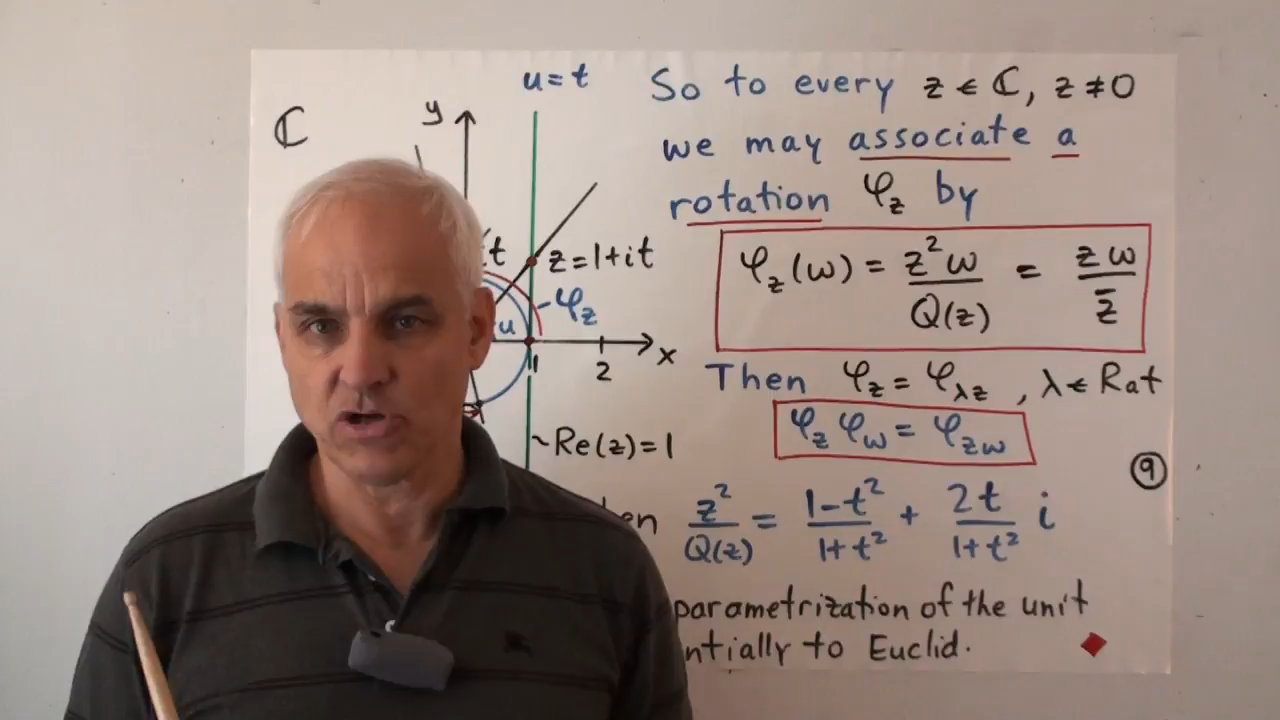 u = t
So to every z ∈ ℂ, z ≠ 0
ℂ
y
we may associate a
rotation φ_z by
t
z = 1+it
φ_z(w) = z²w / Q(z) = zw / z̄
φ_z
u
1
2
x
Then φ_z = φ_λz , λ ∈ Rat
φ_z φ_w = φ_zw
~Re(z) = 1
9
z² / Q(z) = (1-t²) / (1+t²) + 2t / (1+t²) i
parametrization of the unit
to Euclid.